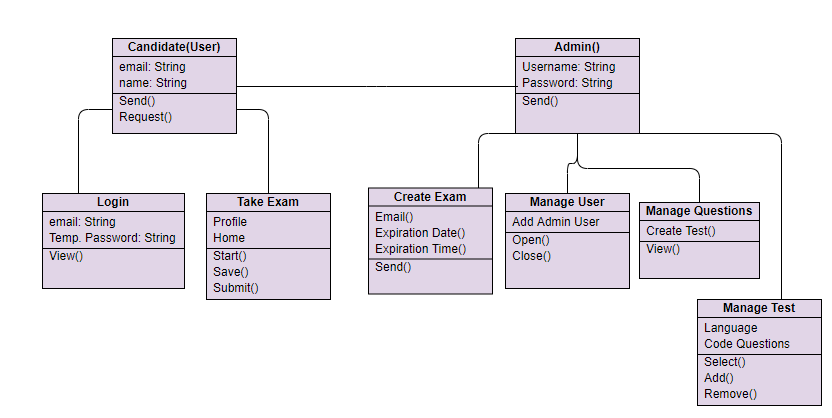 Candidate(User)
email: String
name: String
Send()
Request()
Admin()
Username: String
Password: String
Send()
Login
email: String
Temp. Password: String
View()
Take Exam
Profile
Home
Start()
Save()
Submit()
Create Exam
Email()
Expiration Date()
Expiration Time()
Send()
Manage User
Add Admin User
Open()
Close()
Manage Questions
Create Test()
View()
Manage Test
Language
Code Questions
Select()
Add()
Remove()